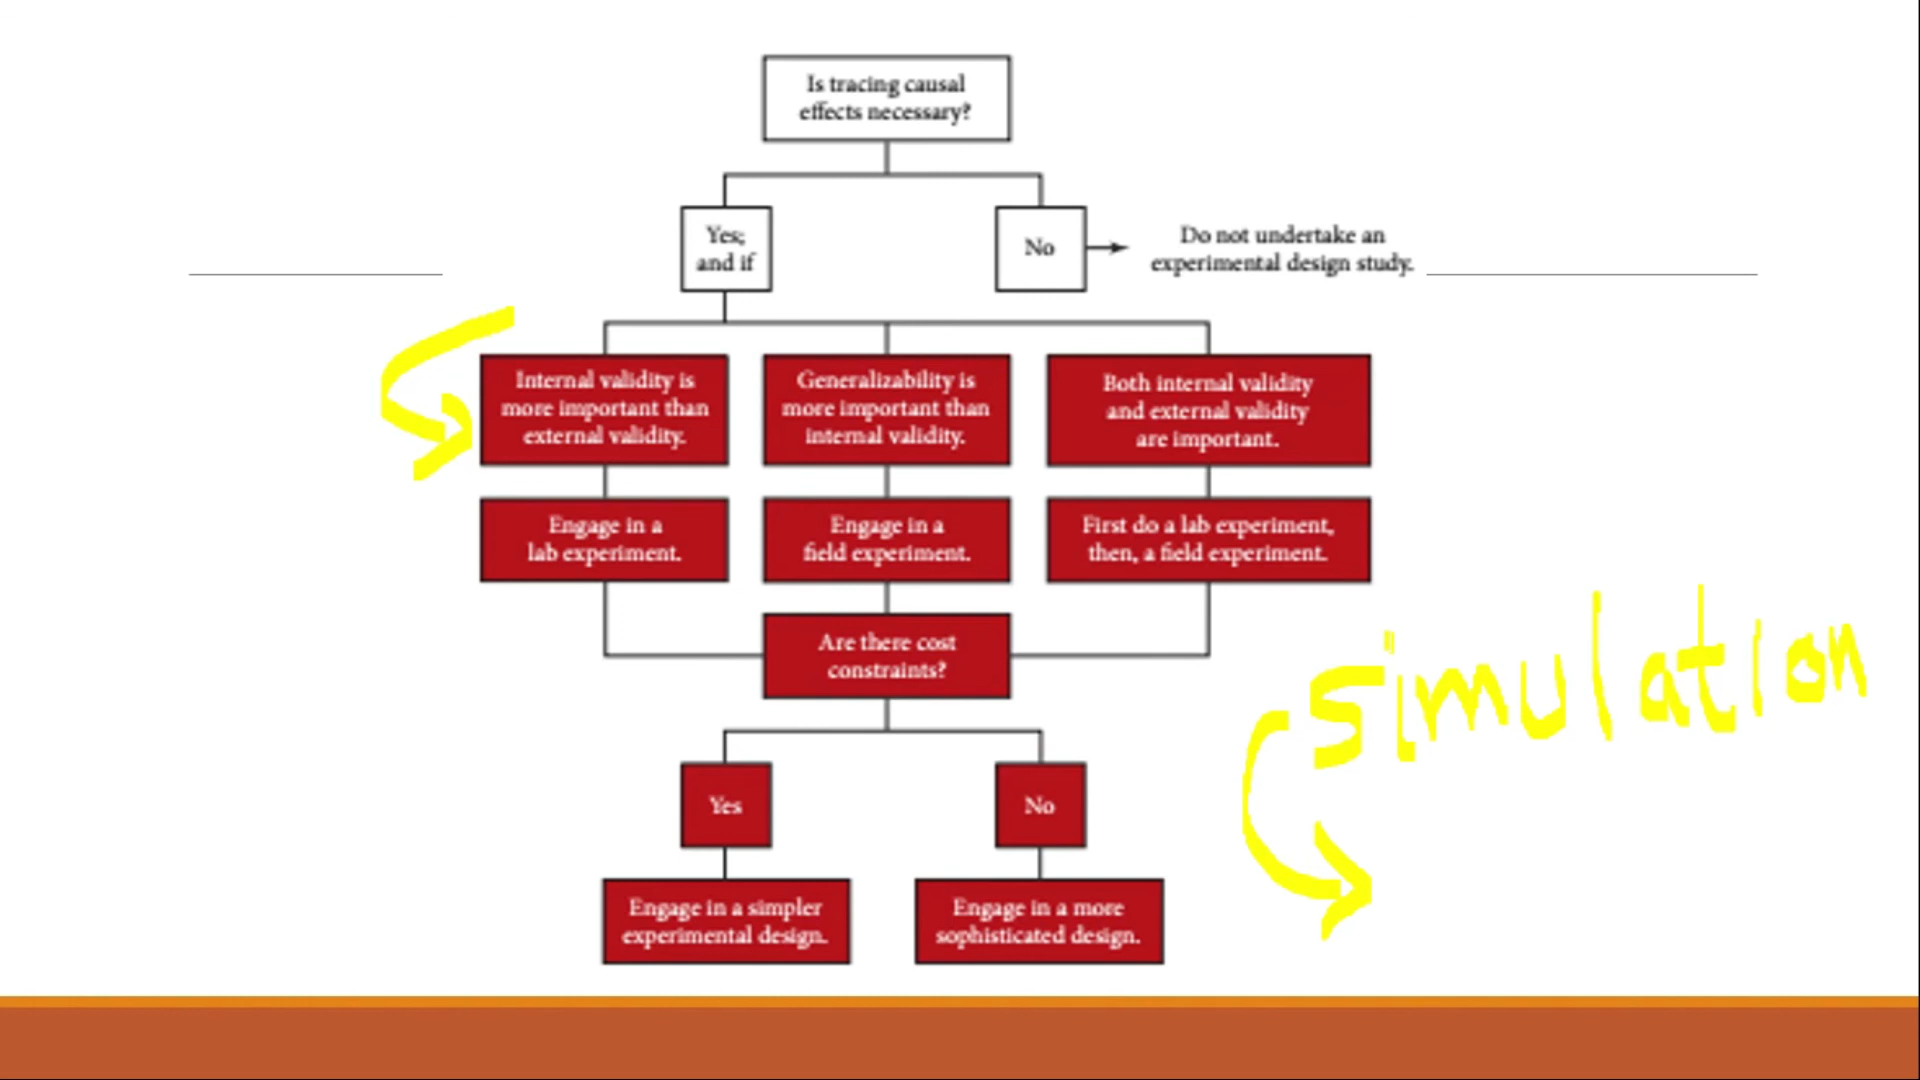 Is tracing causal
effects necessary?
Yes;
and if
No
Do not undertake an
experimental design study.
Internal validity is
more important than
external validity.
Generalizability is
more important than
internal validity.
Both internal validity
and external validity
are important.
Engage in a
lab experiment.
Engage in a
field experiment.
First do a lab experiment,
then, a field experiment.
Are there cost
constraints?
simulation
Yes
No
Engage in a simpler
experimental design.
Engage in a more
sophisticated design.